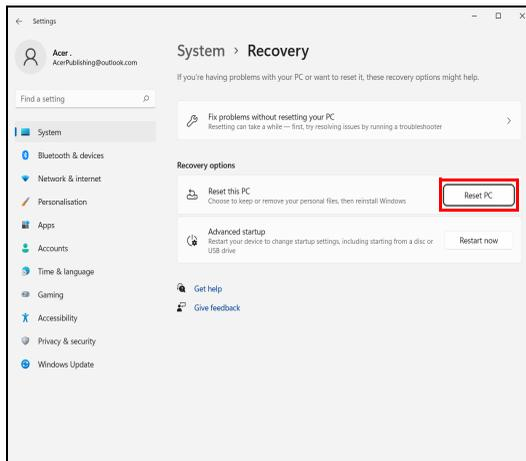 Settings
Acer .
AcerPublishing@outlook.com
Find a setting
System
Bluetooth & devices
Network & internet
Personalisation
Apps
Accounts
Time & language
Gaming
Accessibility
Privacy & security
Windows Update
System > Recovery
If you're having problems with your PC or want to reset it, these recovery options might help.
Fix problems without resetting your PC
Resetting can take a while — first, try resolving issues by running a troubleshooter
Recovery options
Reset this PC
Choose to keep or remove your personal files, then reinstall Windows
Reset PC
Advanced startup
Restart your device to change startup settings, including starting from a disc or
USB drive
Restart now
Get help
Give feedback